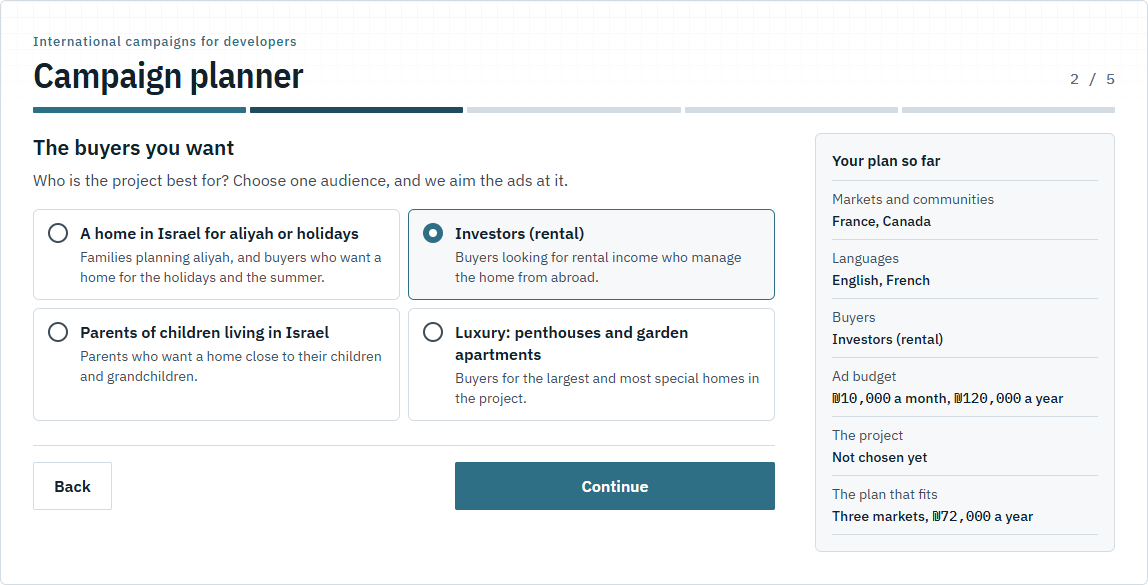 International campaigns for developers
Campaign planner
2 / 5
The buyers you want
Who is the project best for? Choose one audience, and we aim the ads at it.
A home in Israel for aliyah or holidays
Families planning aliyah, and buyers who want a
home for the holidays and the summer.
Investors (rental)
Buyers looking for rental income who manage
the home from abroad.
Parents of children living in Israel
Parents who want a home close to their children
and grandchildren.
Luxury: penthouses and garden
apartments
Buyers for the largest and most special homes in
the project.
Back
Continue
Your plan so far
Markets and communities
France, Canada
Languages
English, French
Buyers
Investors (rental)
Ad budget
₪10,000 a month, ₪120,000 a year
The project
Not chosen yet
The plan that fits
Three markets, ₪72,000 a year